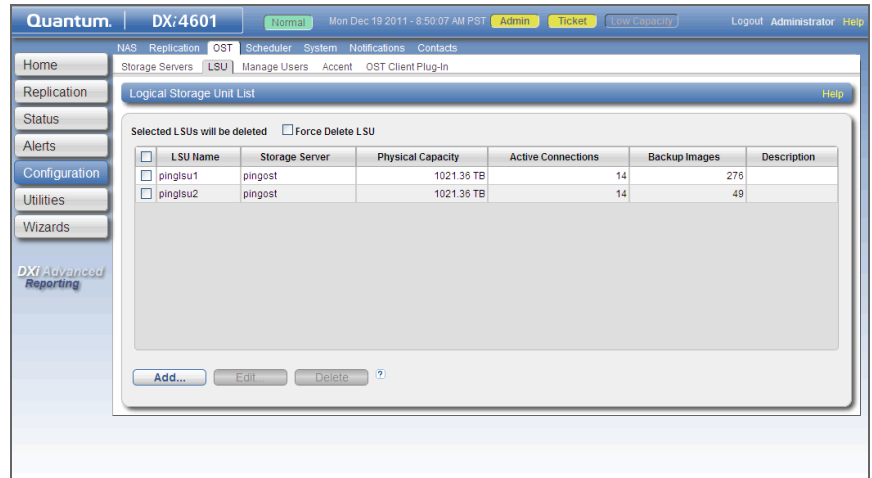 Quantum. DXi4601 Normal Mon Dec 19 2011 - 8:50:07 AM PST Admin Ticket Low Capacity Logout Administrator Help
NAS Replication OST Scheduler System Notifications Contacts
Storage Servers LSU Manage Users Accent OST Client Plug-In
Home
Replication
Status
Alerts
Configuration
Utilities
Wizards
DXi Advanced
Reporting
Logical Storage Unit List Help
Selected LSUs will be deleted Force Delete LSU
LSU Name Storage Server Physical Capacity Active Connections Backup Images Description
pinglsu1 pingost 1021.36 TB 14 276
pinglsu2 pingost 1021.36 TB 14 49
Add... Edit... Delete ?